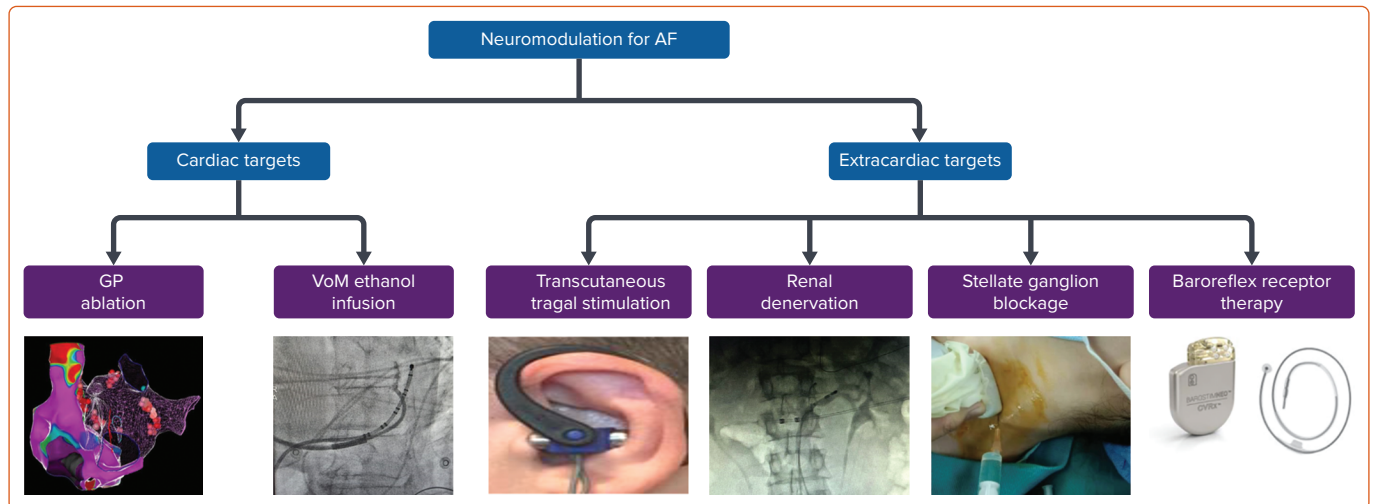 Neuromodulation for AF
Cardiac targets
Extracardiac targets
GP
ablation
VoM ethanol
infusion
Transcutaneous
tragal stimulation
Renal
denervation
Stellate ganglion
blockage
Baroreflex receptor
therapy
CVRx